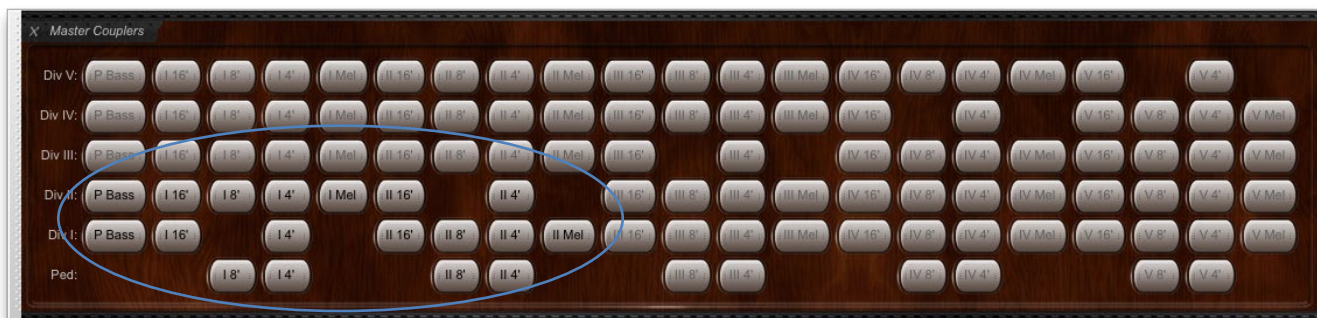 X Master Couplers
Div V: P Bass I 16' I 8' I 4' I Mel II 16' II 8' II 4' II Mel III 16' III 8' III 4' III Mel IV 16' IV 8' IV 4' IV Mel V 16' V 4'
Div IV: P Bass I 16' I 8' I 4' I Mel II 16' II 8' II 4' II Mel III 16' III 8' III 4' III Mel IV 16' IV 4' V 16' V 8' V 4' V Mel
Div III: P Bass I 16' I 8' I 4' I Mel II 16' II 8' II 4' II Mel III 16' III 4' IV 16' IV 8' IV 4' IV Mel V 16' V 8' V 4' V Mel
Div II: P Bass I 16' I 8' I 4' I Mel II 16' II 4' III 16' III 8' III 4' III Mel IV 16' IV 8' IV 4' IV Mel V 16' V 8' V 4' V Mel
Div I: P Bass I 16' I 4' II 16' II 8' II 4' II Mel III 16' III 8' III 4' III Mel IV 16' IV 8' IV 4' IV Mel V 16' V 8' V 4' V Mel
Ped: I 8' I 4' II 8' II 4' III 8' III 4' IV 8' IV 4' V 8' V 4'